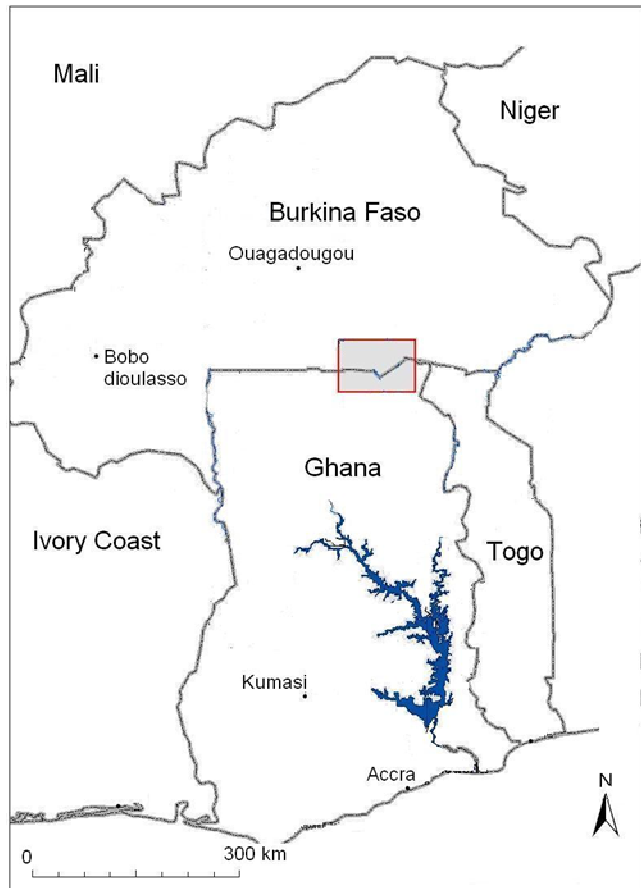 Mali
Niger
Burkina Faso
Ouagadougou
Bobo
dioulasso
Ghana
Ivory Coast
Togo
Kumasi
Accra
N
0
300 km